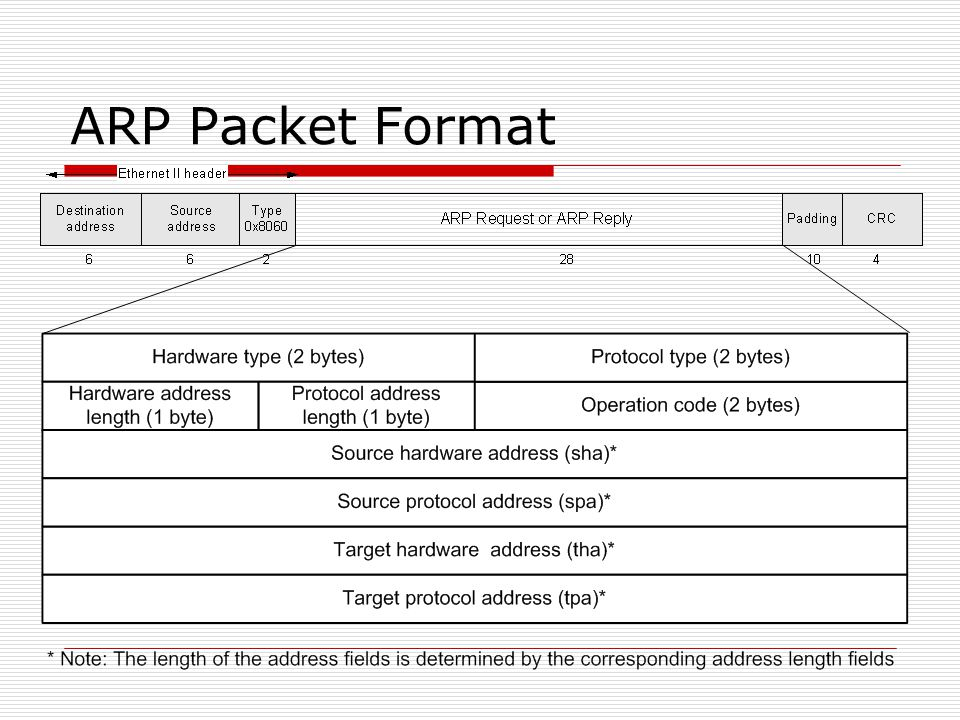 ARP Packet Format
Ethernet II header
Destination address
Source address
Type 0x8060
ARP Request or ARP Reply
Padding
CRC
6
6
2
28
10
4
Hardware type (2 bytes)
Protocol type (2 bytes)
Hardware address
length (1 byte)
Protocol address
length (1 byte)
Operation code (2 bytes)
Source hardware address (sha)*
Source protocol address (spa)*
Target hardware address (tha)*
Target protocol address (tpa)*
* Note: The length of the address fields is determined by the corresponding address length fields